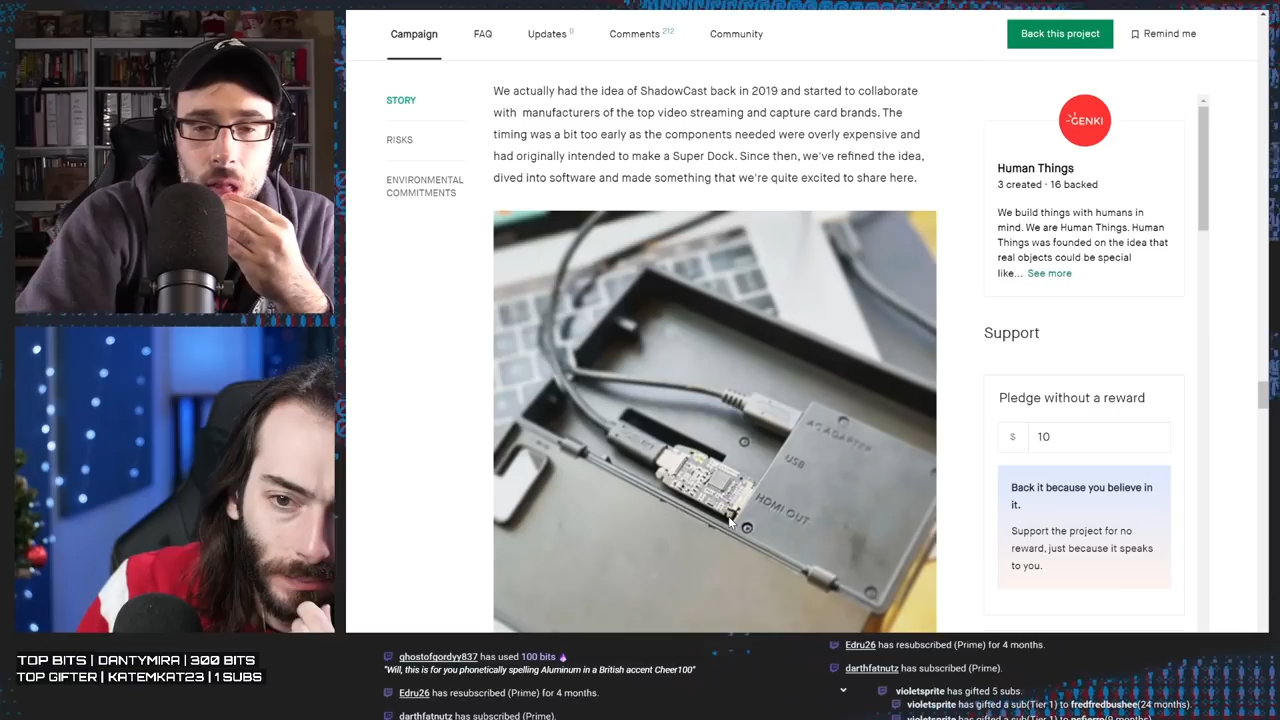 Campaign
FAQ
Updates 0
Comments 212
Community
Back this project
Remind me
STORY
RISKS
ENVIRONMENTAL
COMMITMENTS
We actually had the idea of ShadowCast back in 2019 and started to collaborate
with manufacturers of the top video streaming and capture card brands. The
timing was a bit too early as the components needed were overly expensive and
had originally intended to make a Super Dock. Since then, we've refined the idea,
dived into software and made something that we're quite excited to share here.
AC ADAPTER
USB
HDMI OUT
GENKI
Human Things
3 created · 16 backed
We build things with humans in
mind. We are Human Things. Human
Things was founded on the idea that
real objects could be special
like... See more
Support
Pledge without a reward
$ 10
Back it because you believe in
it.
Support the project for no
reward, just because it speaks
to you.
TOP BITS | DANTYMIRA | 300 BITS
TOP GIFTER | KATEMKAT23 | 1 SUBS
ghostofgordyy837 has used 100 bits
"Will, this is for you phonetically spelling Aluminum in a British accent Cheer100"
Edru26 has resubscribed (Prime) for 4 months.
darthfatnutz has subscribed (Prime).
Edru26 has resubscribed (Prime) for 4 months.
darthfatnutz has subscribed (Prime).
violetsprite has gifted 5 subs.
violetsprite has gifted a sub (Tier 1) to fredfredbushee (24 months).